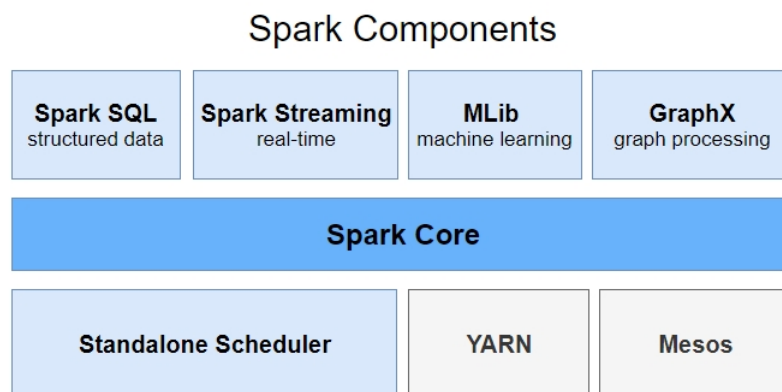 Spark Components
Spark SQL
structured data
Spark Streaming
real-time
MLib
machine learning
GraphX
graph processing
Spark Core
Standalone Scheduler
YARN
Mesos